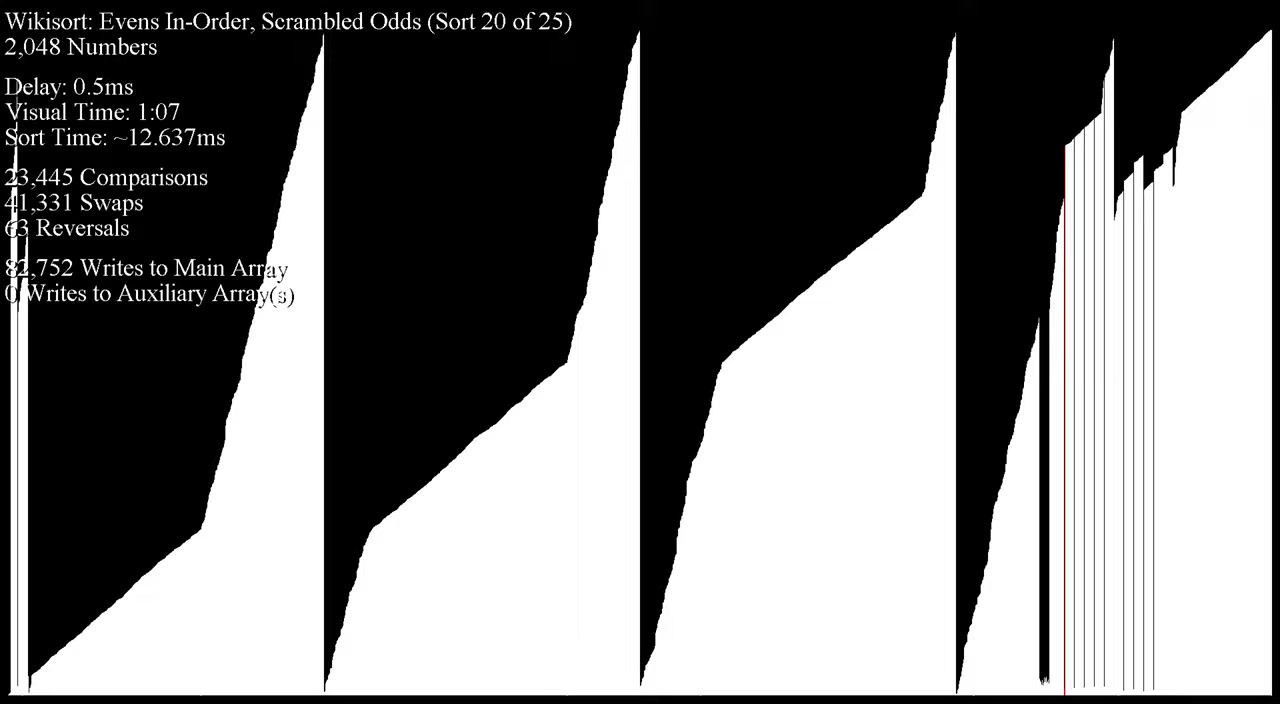 Wikisort: Evens In-Order, Scrambled Odds (Sort 20 of 25)
2,048 Numbers
Delay: 0.5ms
Visual Time: 1:07
Sort Time: ~12.637ms
23,445 Comparisons
41,331 Swaps
63 Reversals
82,752 Writes to Main Array
0 Writes to Auxiliary Array(s)